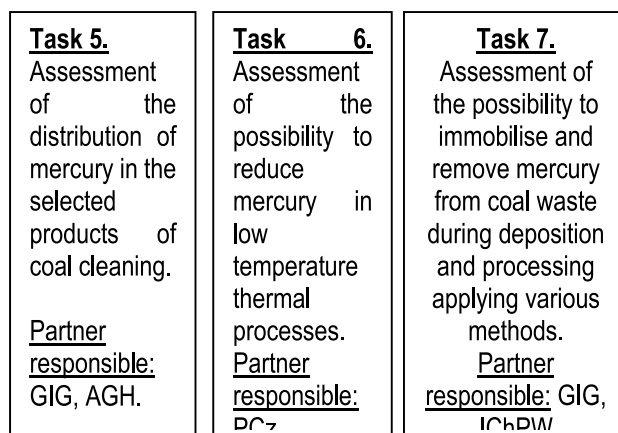 Task 5.
Assessment
of the
distribution of
mercury in the
selected
products of
coal cleaning.
Partner
responsible:
GIG, AGH.
Task 6.
Assessment
of the
possibility to
reduce
mercury in
low
temperature
thermal
processes.
Partner
responsible:
PCz
Task 7.
Assessment of
the possibility to
immobilise and
remove mercury
from coal waste
during deposition
and processing
applying various
methods.
Partner
responsible: GIG,
IChPW